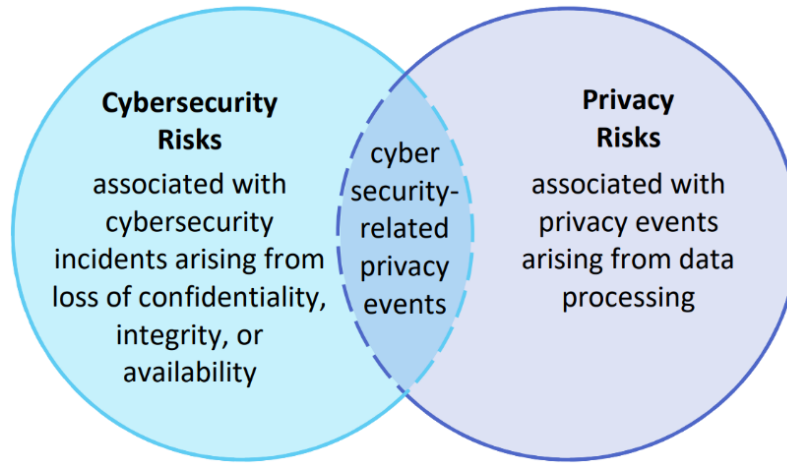 Cybersecurity
Risks
associated with
cybersecurity
incidents arising from
loss of confidentiality,
integrity, or
availability
cyber
security-
related
privacy
events
Privacy
Risks
associated with
privacy events
arising from data
processing